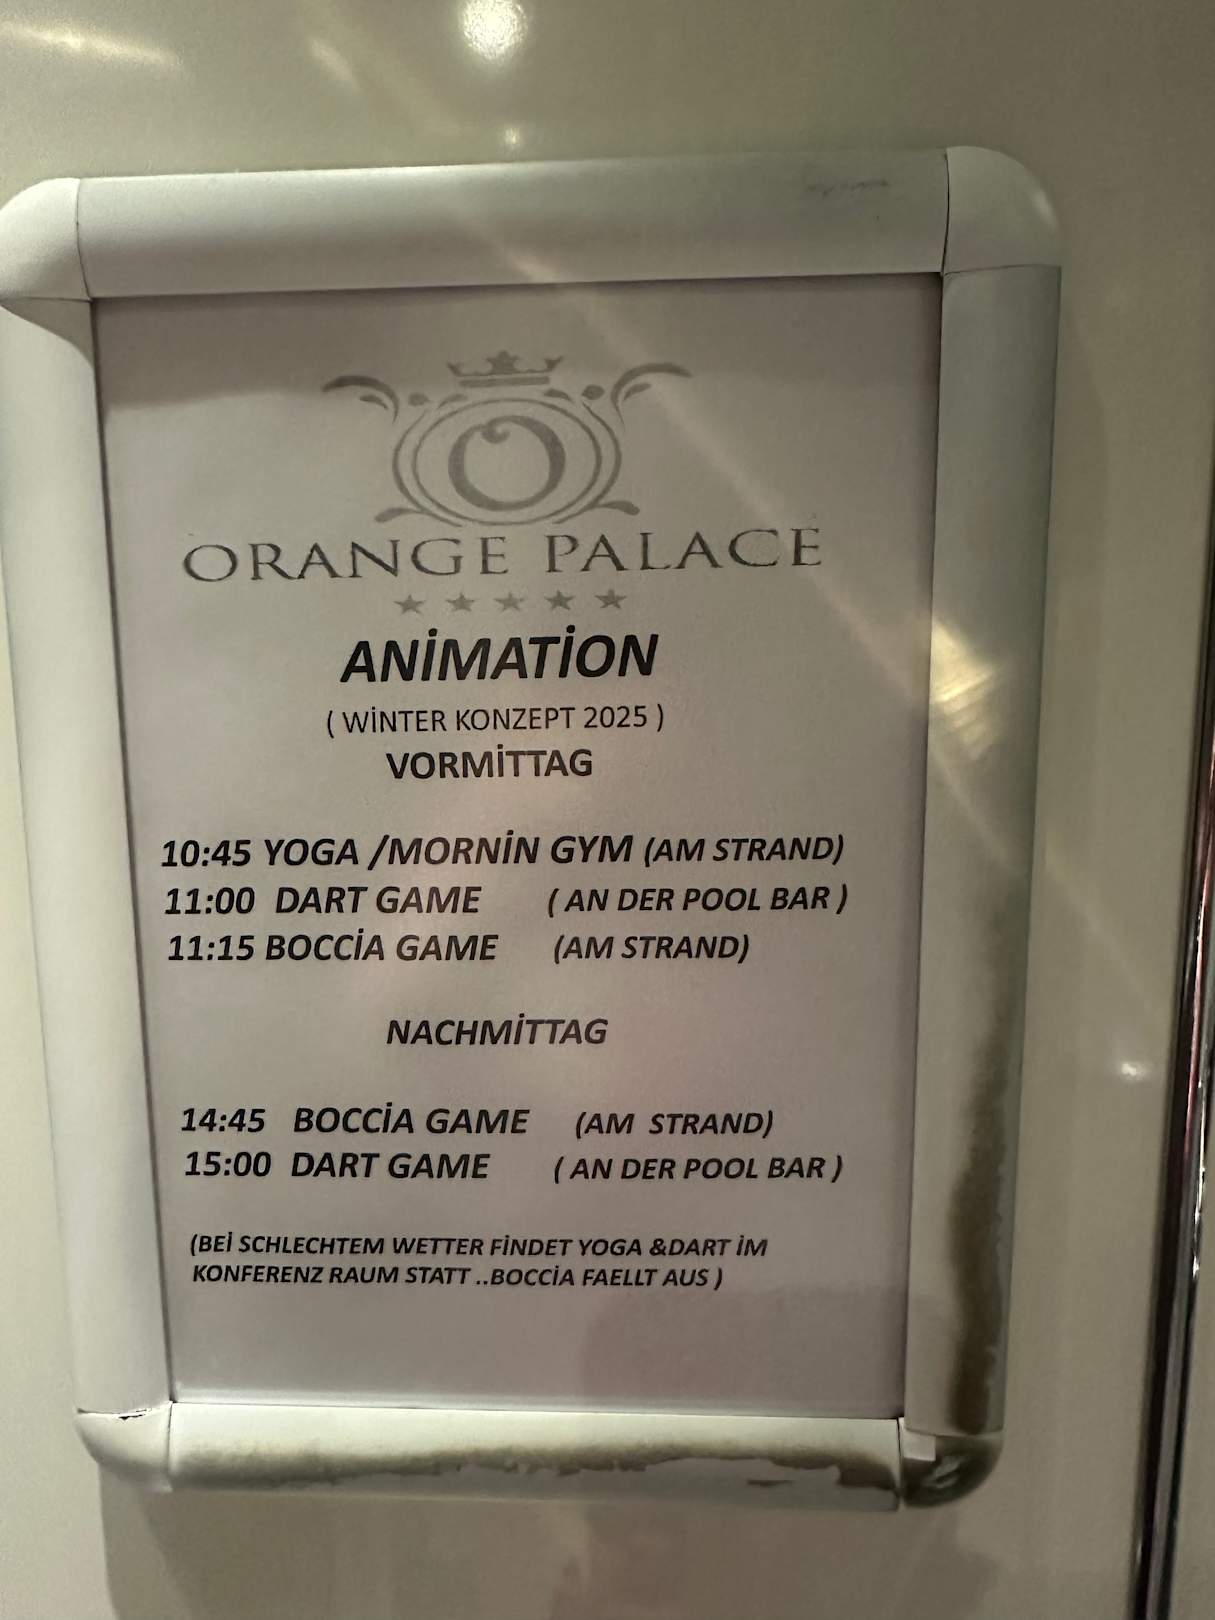 ORANGE PALACE
ANİMATİON
( WİNTER KONZEPT 2025 )
VORMİTTAG
10:45 YOGA /MORNİN GYM (AM STRAND)
11:00 DART GAME ( AN DER POOL BAR )
11:15 BOCCİA GAME (AM STRAND)
NACHMİTTAG
14:45 BOCCİA GAME (AM STRAND)
15:00 DART GAME ( AN DER POOL BAR )
(BEİ SCHLECHTEM WETTER FİNDET YOGA &DART İM
KONFERENZ RAUM STATT ..BOCCİA FAELLT AUS )